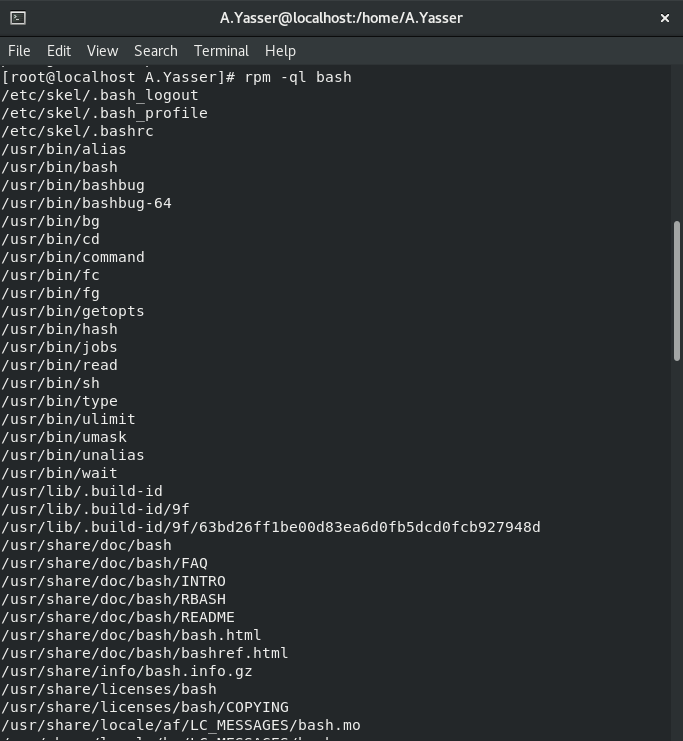 A.Yasser@localhost:/home/A.Yasser
File Edit View Search Terminal Help
[root@localhost A.Yasser]# rpm -ql bash
/etc/skel/.bash_logout
/etc/skel/.bash_profile
/etc/skel/.bashrc
/usr/bin/alias
/usr/bin/bash
/usr/bin/bashbug
/usr/bin/bashbug-64
/usr/bin/bg
/usr/bin/cd
/usr/bin/command
/usr/bin/fc
/usr/bin/fg
/usr/bin/getopts
/usr/bin/hash
/usr/bin/jobs
/usr/bin/read
/usr/bin/sh
/usr/bin/type
/usr/bin/ulimit
/usr/bin/umask
/usr/bin/unalias
/usr/bin/wait
/usr/lib/.build-id
/usr/lib/.build-id/9f
/usr/lib/.build-id/9f/63bd26ff1be00d83ea6d0fb5dcd0fcb927948d
/usr/share/doc/bash
/usr/share/doc/bash/FAQ
/usr/share/doc/bash/INTRO
/usr/share/doc/bash/RBASH
/usr/share/doc/bash/README
/usr/share/doc/bash/bash.html
/usr/share/doc/bash/bashref.html
/usr/share/info/bash.info.gz
/usr/share/licenses/bash
/usr/share/licenses/bash/COPYING
/usr/share/locale/af/LC_MESSAGES/bash.mo